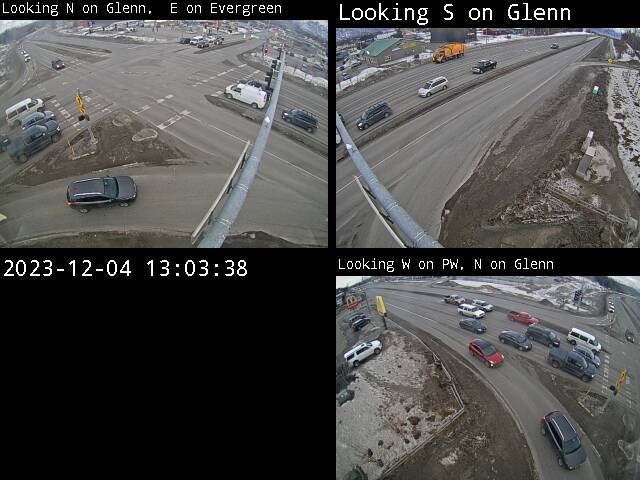 Looking N on Glenn,  E on Evergreen
Looking S on Glenn
2023-12-04 13:03:38
Looking W on PW, N on Glenn